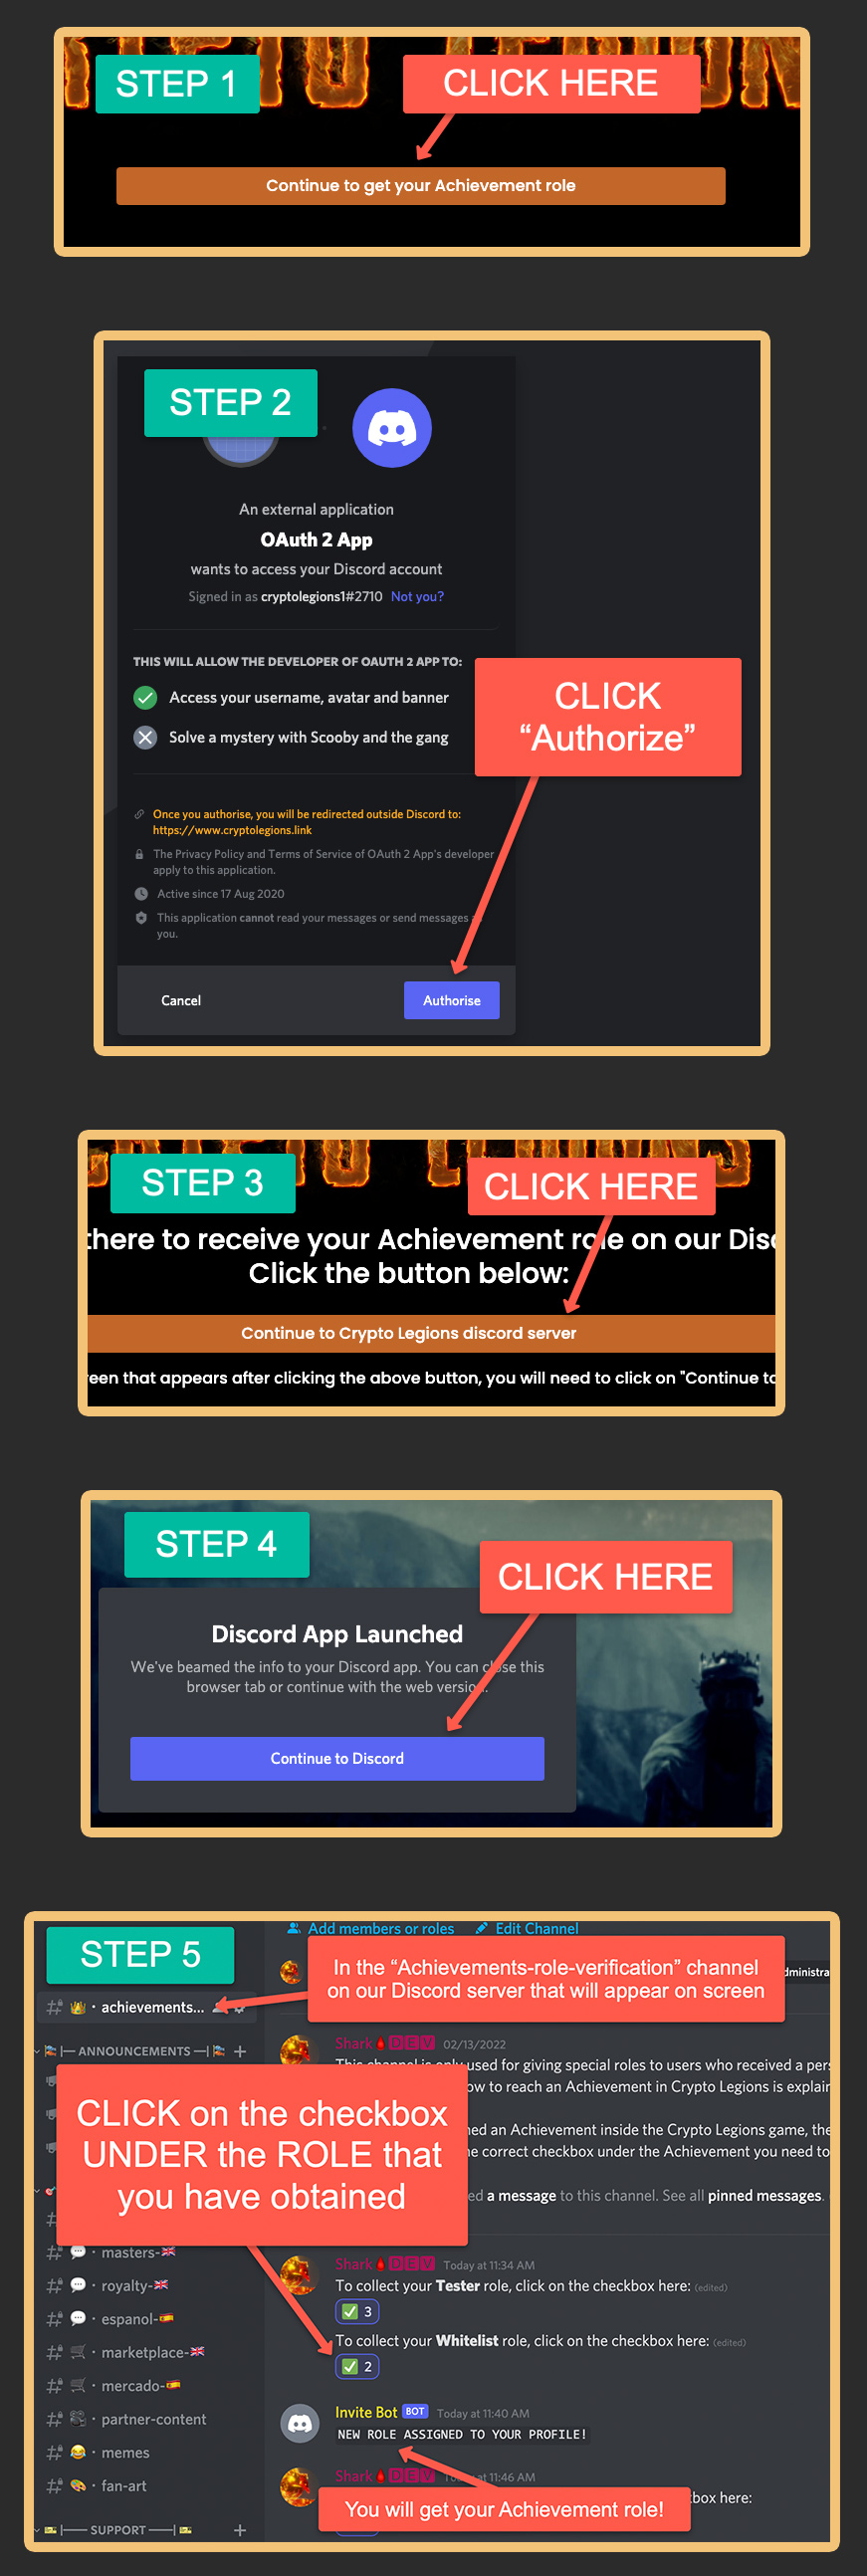 STEP 1
CLICK HERE
Continue to get your Achievement role
STEP 2
An external application
OAuth 2 App
wants to access your Discord account
Signed in as cryptolegions1#2710 Not you?
THIS WILL ALLOW THE DEVELOPER OF OAUTH 2 APP TO:
Access your username, avatar and banner
Solve a mystery with Scooby and the gang
CLICK
“Authorize”
Once you authorise, you will be redirected outside Discord to:
https://www.cryptolegions.link
The Privacy Policy and Terms of Service of OAuth 2 App's developer
apply to this application.
Active since 17 Aug 2020
This application cannot read your messages or send messages
you.
Cancel
Authorise
STEP 3
CLICK HERE
there to receive your Achievement role on our Disc
Click the button below:
Continue to Crypto Legions discord server
een that appears after clicking the above button, you will need to click on "Continue to
STEP 4
CLICK HERE
Discord App Launched
We've beamed the info to your Discord app. You can close this
browser tab or continue with the web version.
Continue to Discord
STEP 5
Add members or roles
Edit Channel
In the “Achievements-role-verification” channel
on our Discord server that will appear on screen
dministra
achievements...
ANNOUNCEMENTS
Shark DEV 02/13/2022
This channel is only used for giving special roles to users who received a pers
ow to reach an Achievement in Crypto Legions is explain
CLICK on the checkbox
UNDER the ROLE that
you have obtained
ned an Achievement inside the Crypto Legions game, the
e correct checkbox under the Achievement you need to
ed a message to this channel. See all pinned messages.
masters-
royalty-
espanol-
marketplace-
mercado-
partner-content
memes
fan-art
SUPPORT
Shark DEV Today at 11:34 AM
To collect your Tester role, click on the checkbox here: (edited)
3
To collect your Whitelist role, click on the checkbox here: (edited)
2
Invite Bot BOT Today at 11:40 AM
NEW ROLE ASSIGNED TO YOUR PROFILE!
Shark DEV Today at 11:46 AM
box here:
You will get your Achievement role!